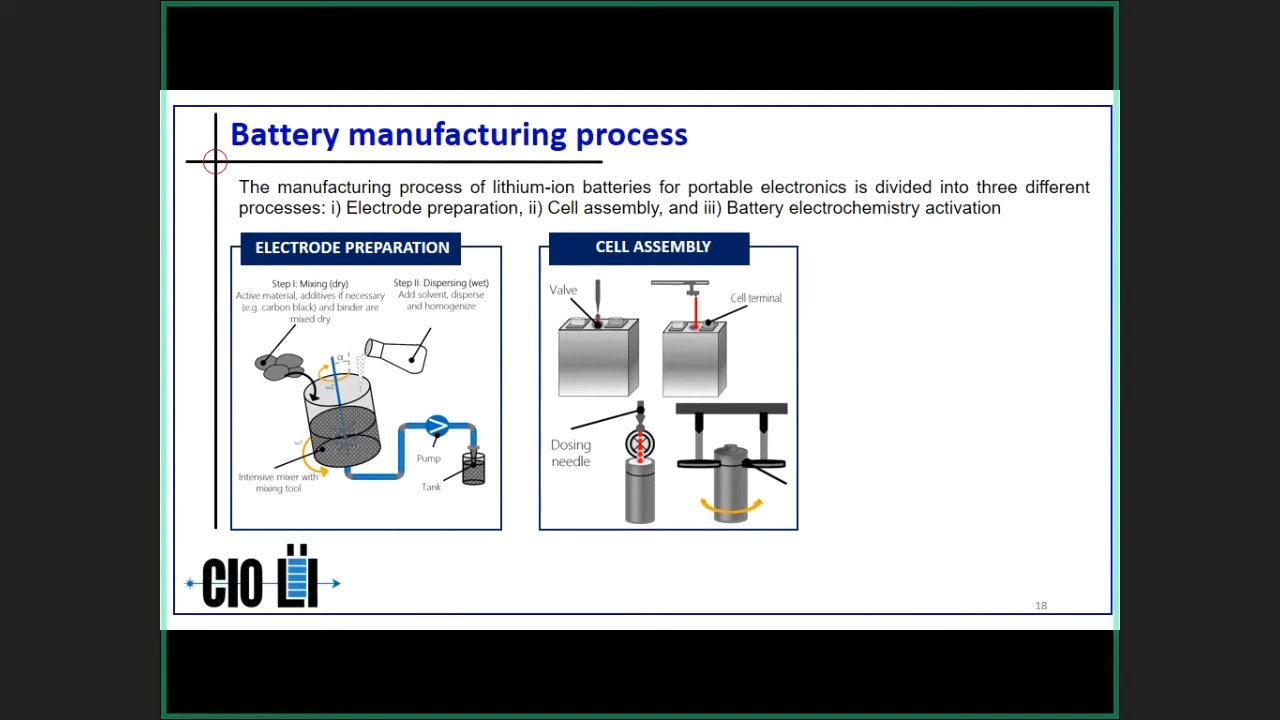 Battery manufacturing process
The manufacturing process of lithium-ion batteries for portable electronics is divided into three different
processes: i) Electrode preparation, ii) Cell assembly, and iii) Battery electrochemistry activation
ELECTRODE PREPARATION
Step I: Mixing (dry)
Active material, additives if necessary
(e.g. carbon black) and binder are
mixed dry
Step II: Dispersing (wet)
Add solvent, disperse
and homogenize
α
Pump
Tank
Intensive mixer with
mixing tool
CELL ASSEMBLY
Valve
Cell terminal
Dosing
needle
CIO LÏI
18